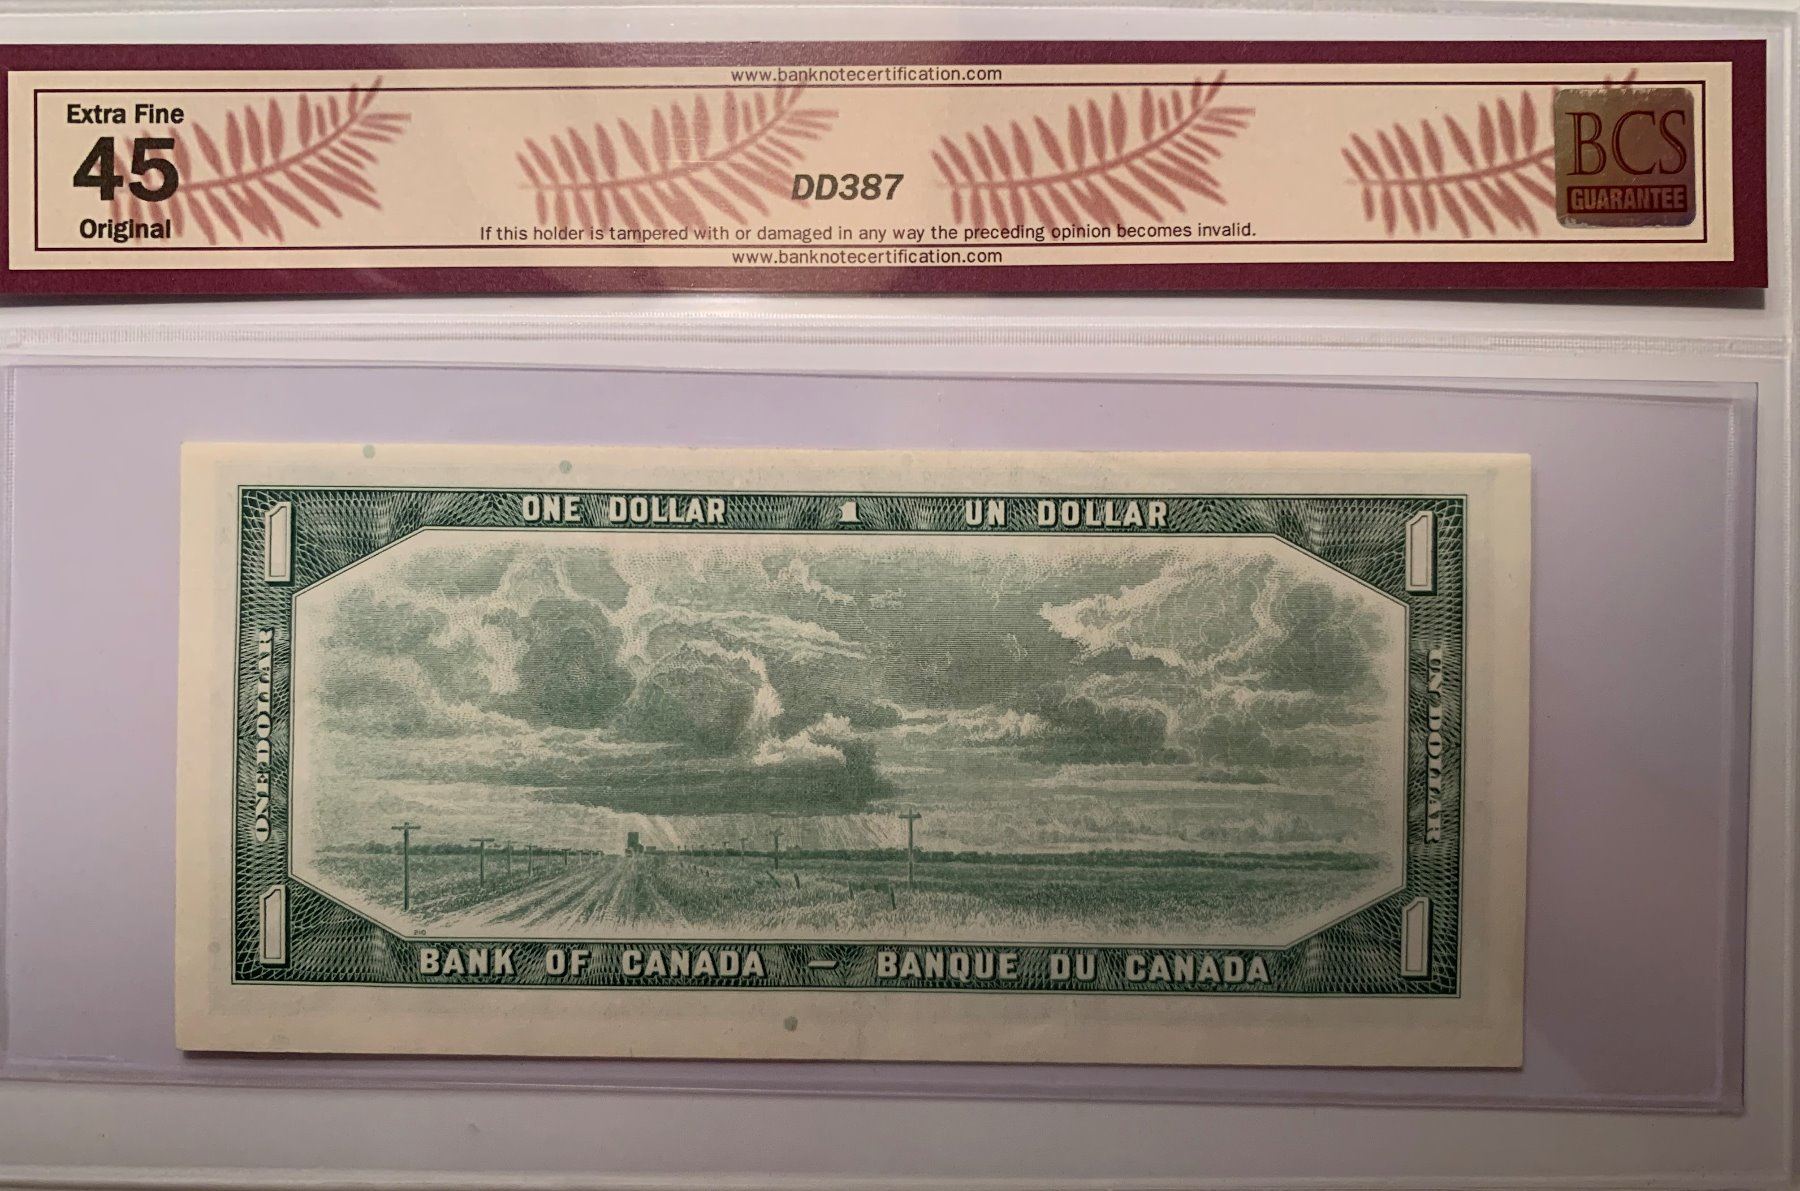 www.banknotecertification.com
Extra Fine
45
Original
DD387
BCS
GUARANTEE
If this holder is tampered with or damaged in any way the preceding opinion becomes invalid.
www.banknotecertification.com
1
ONE DOLLAR 1 UN DOLLAR
1
ONE DOLLAR
UN DOLLAR
1
BANK OF CANADA – BANQUE DU CANADA
1